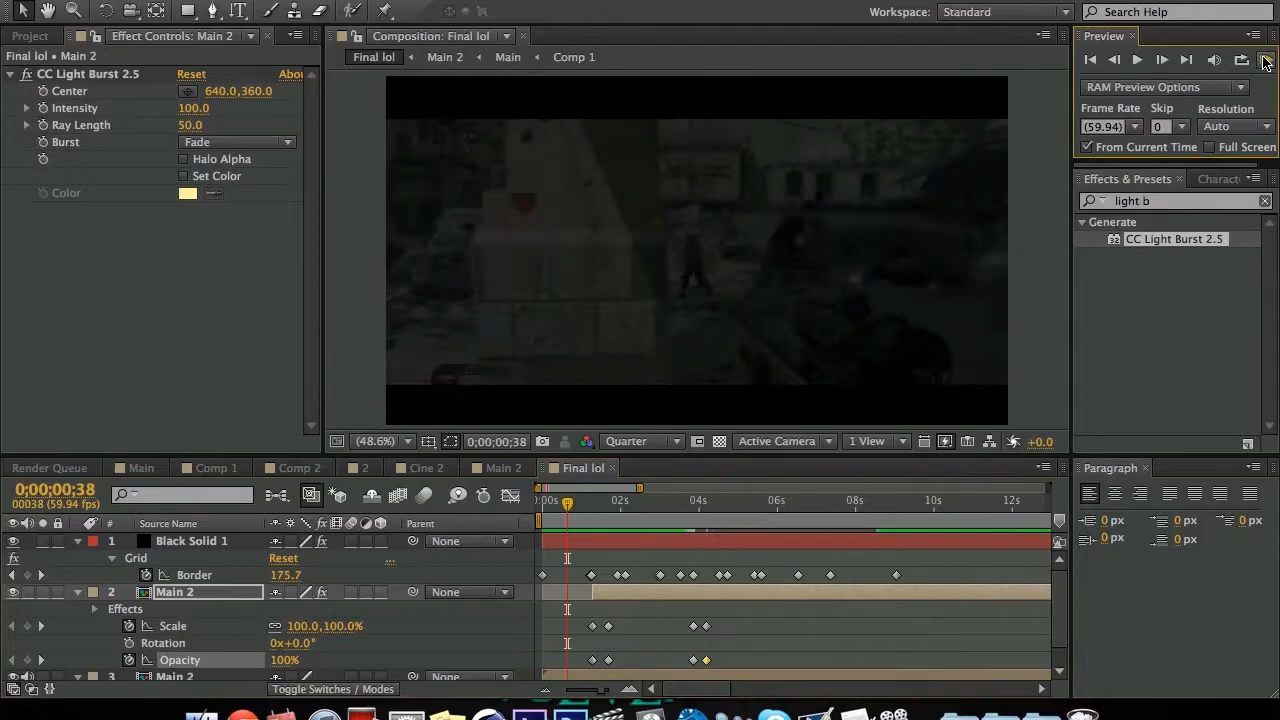 Workspace: Standard Search Help
Project Effect Controls: Main 2 Composition: Final lol Preview
Final lol • Main 2 Final lol Main 2 Main Comp 1
CC Light Burst 2.5 Reset Abou
Center 640.0,360.0
Intensity 100.0
Ray Length 50.0
Burst Fade
Halo Alpha
Set Color
Color
RAM Preview Options
Frame Rate Skip Resolution
(59.94) 0 Auto
From Current Time Full Screen
Effects & Presets Charact
light b
Generate
32 CC Light Burst 2.5
(48.6%) 0;00;00;38 Quarter Active Camera 1 View +0.0
Render Queue Main Comp 1 Comp 2 2 Cine 2 Main 2 Final lol Paragraph
0;00;00;38
00038 (59.94 fps)
:00s 02s 04s 06s 08s 10s 12s
# Source Name Parent
1 Black Solid 1 None
Grid Reset ...
Border 175.7
2 Main 2 None
Effects
Scale 100.0,100.0%
Rotation 0x+0.0°
Opacity 100%
3 Main 2 None
Toggle Switches / Modes
0 px 0 px 0 px
0 px 0 px